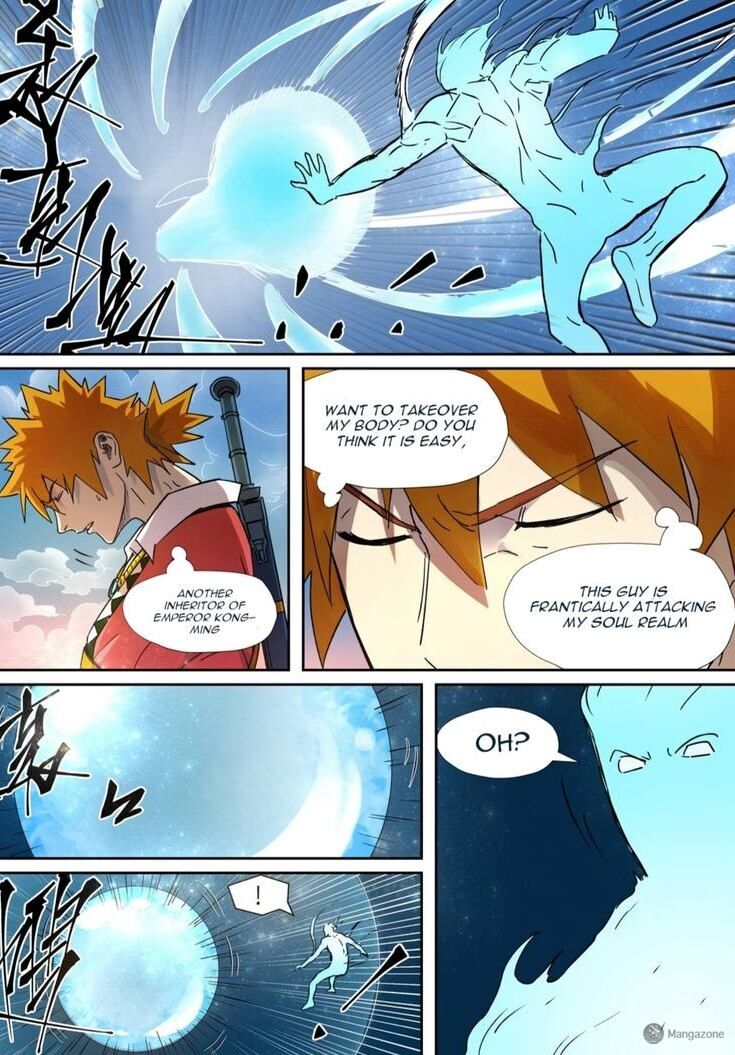 WANT TO TAKEOVER
MY BODY? DO YOU
THINK IT IS EASY,
ANOTHER
INHERITOR OF
EMPEROR KONG-
MING
THIS GUY IS
FRANTICALLY ATTACKING
MY SOUL REALM
OH?
!
Mangazone